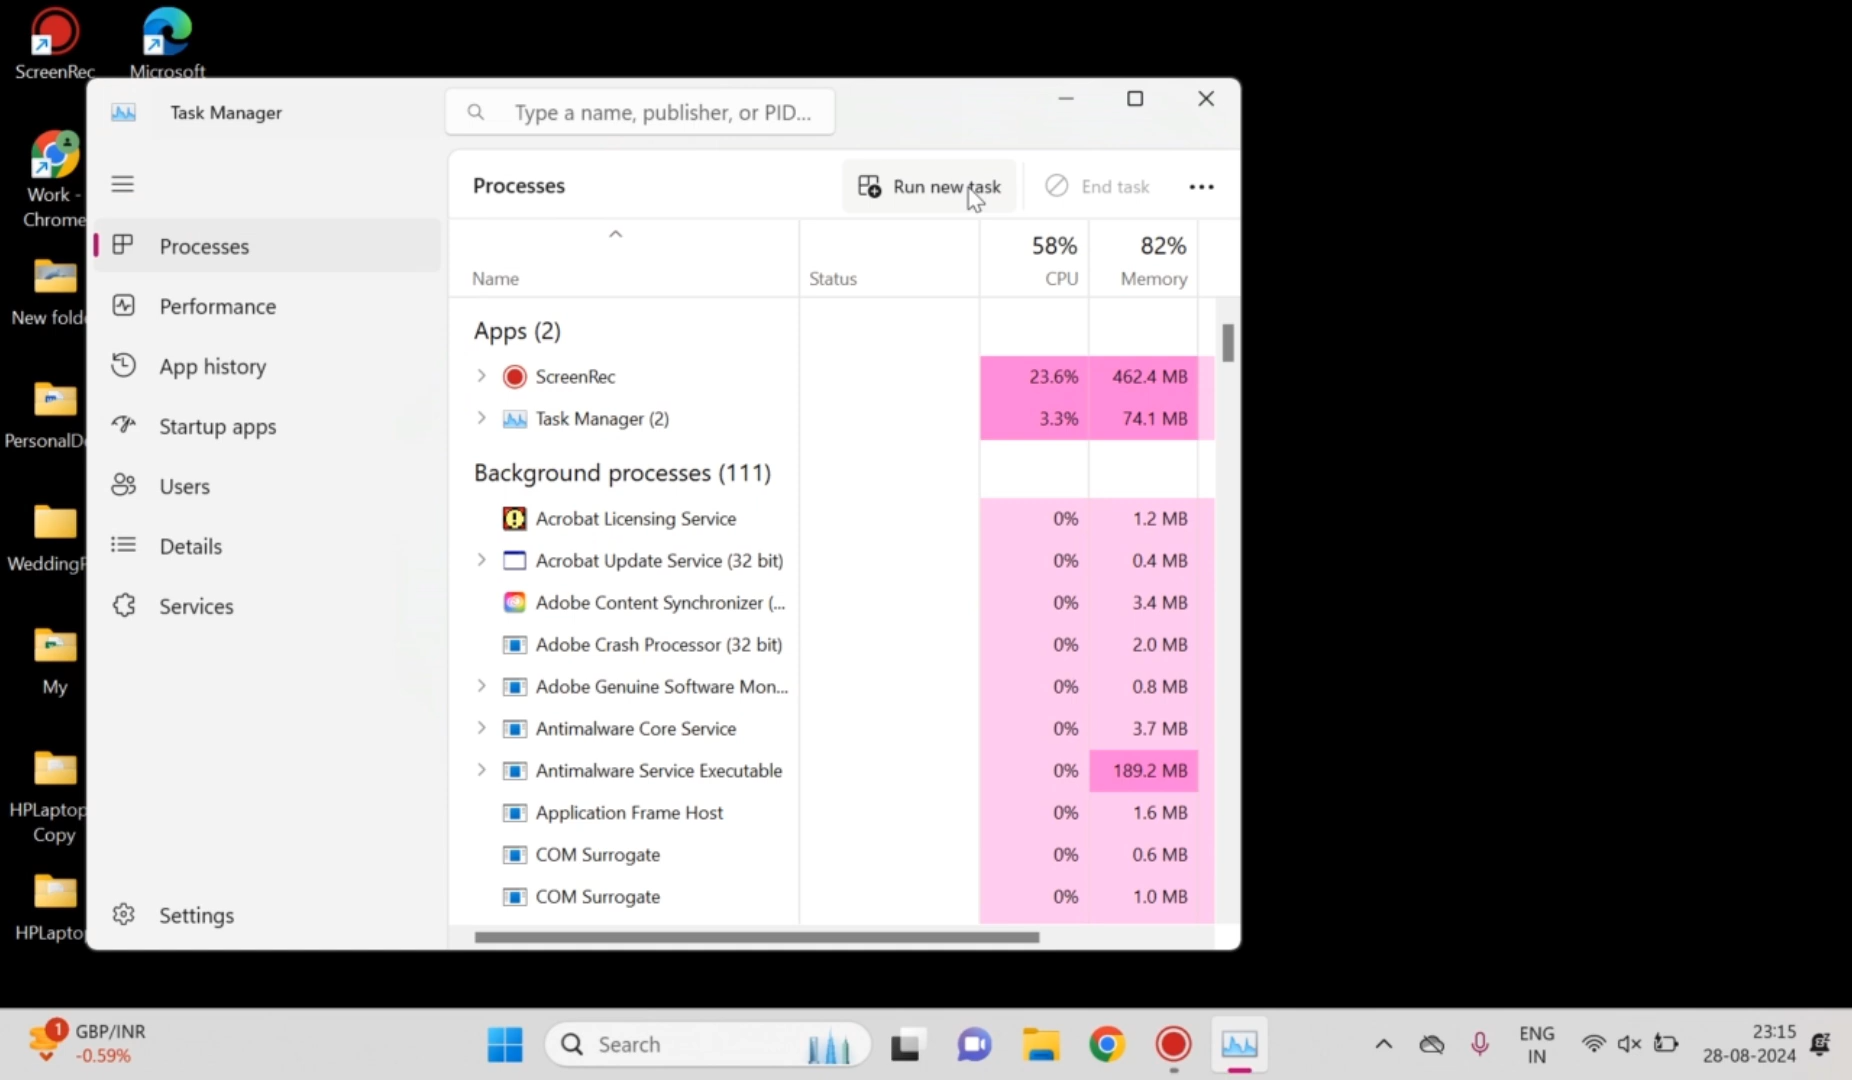 ScreenRec
Microsoft
Work -
Chrome
New folde
PersonalDo
WeddingP
My
HPLaptop
Copy
HPLaptop
Task Manager
Type a name, publisher, or PID...
Processes
Performance
App history
Startup apps
Users
Details
Services
Settings
Processes
Run new task
End task
Name
Status
58%
CPU
82%
Memory
Apps (2)
ScreenRec 23.6% 462.4 MB
Task Manager (2) 3.3% 74.1 MB
Background processes (111)
Acrobat Licensing Service 0% 1.2 MB
Acrobat Update Service (32 bit) 0% 0.4 MB
Adobe Content Synchronizer (... 0% 3.4 MB
Adobe Crash Processor (32 bit) 0% 2.0 MB
Adobe Genuine Software Mon... 0% 0.8 MB
Antimalware Core Service 0% 3.7 MB
Antimalware Service Executable 0% 189.2 MB
Application Frame Host 0% 1.6 MB
COM Surrogate 0% 0.6 MB
COM Surrogate 0% 1.0 MB
1
GBP/INR
-0.59%
Search
ENG
IN
23:15
28-08-2024